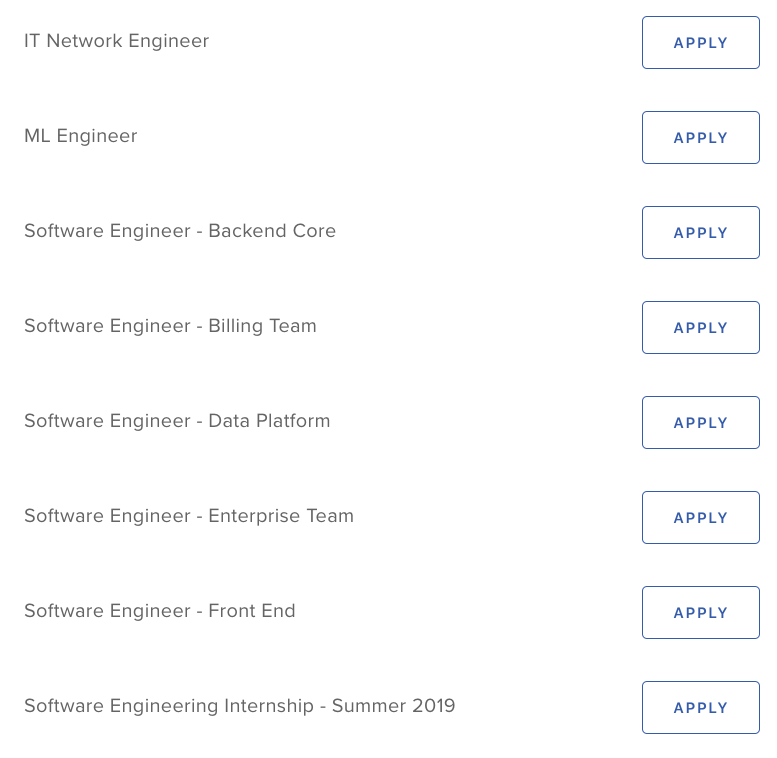 IT Network Engineer APPLY
ML Engineer APPLY
Software Engineer - Backend Core APPLY
Software Engineer - Billing Team APPLY
Software Engineer - Data Platform APPLY
Software Engineer - Enterprise Team APPLY
Software Engineer - Front End APPLY
Software Engineering Internship - Summer 2019 APPLY